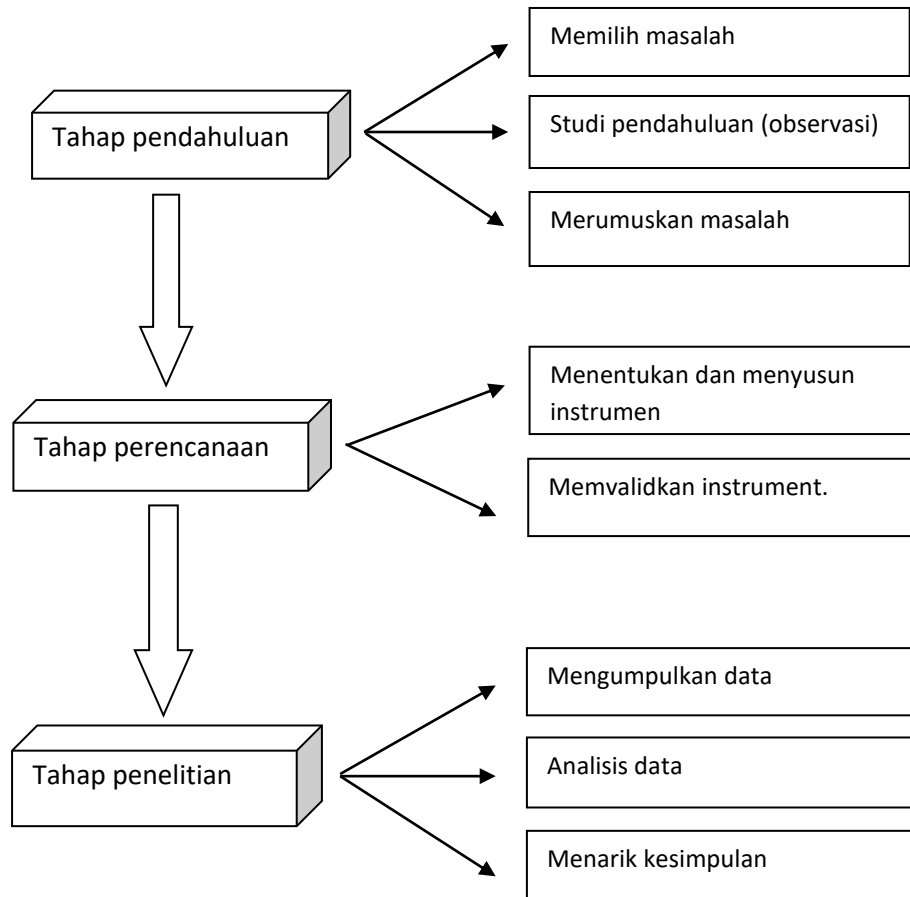 Tahap pendahuluan
Memilih masalah
Studi pendahuluan (observasi)
Merumuskan masalah
Tahap perencanaan
Menentukan dan menyusun
instrumen
Memvalidkan instrument.
Tahap penelitian
Mengumpulkan data
Analisis data
Menarik kesimpulan